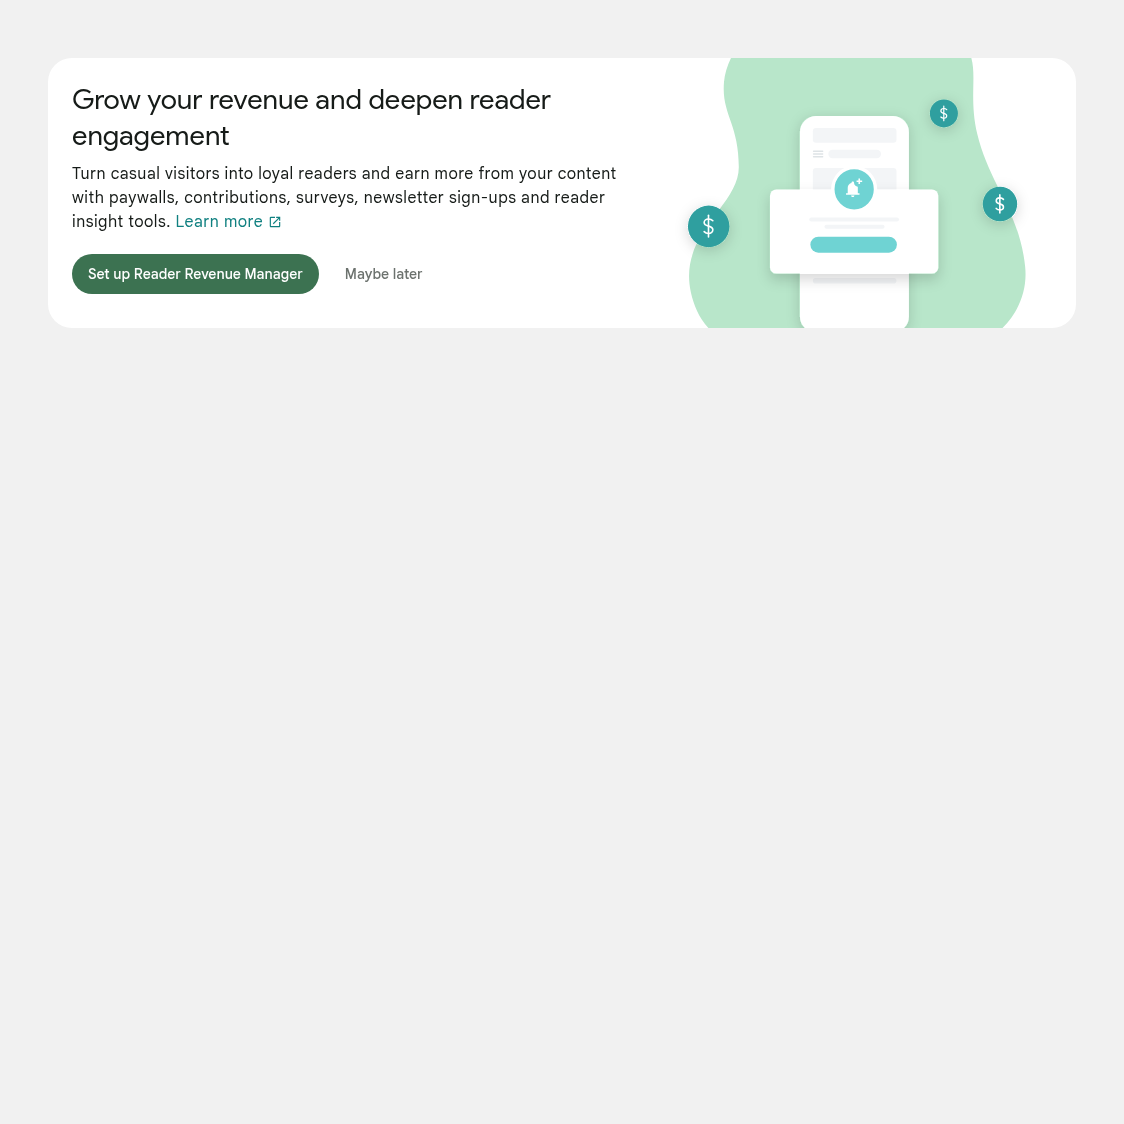 Grow your revenue and deepen reader
engagement
Turn casual visitors into loyal readers and earn more from your content
with paywalls, contributions, surveys, newsletter sign-ups and reader
insight tools. Learn more
Set up Reader Revenue Manager
Maybe later
$
$
$